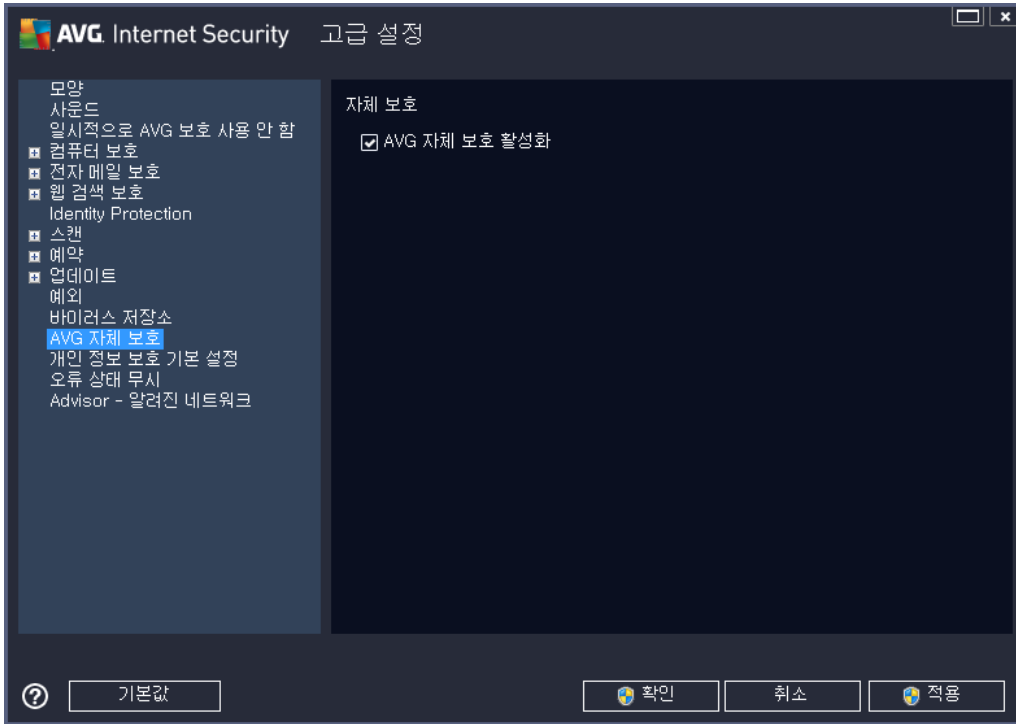 AVG. Internet Security 고급 설정
모양
사운드
일시적으로 AVG 보호 사용 안 함
컴퓨터 보호
전자 메일 보호
웹 검색 보호
Identity Protection
스캔
예약
업데이트
예외
바이러스 저장소
AVG 자체 보호
개인 정보 보호 기본 설정
오류 상태 무시
Advisor - 알려진 네트워크
자체 보호
AVG 자체 보호 활성화
기본값
확인
취소
적용